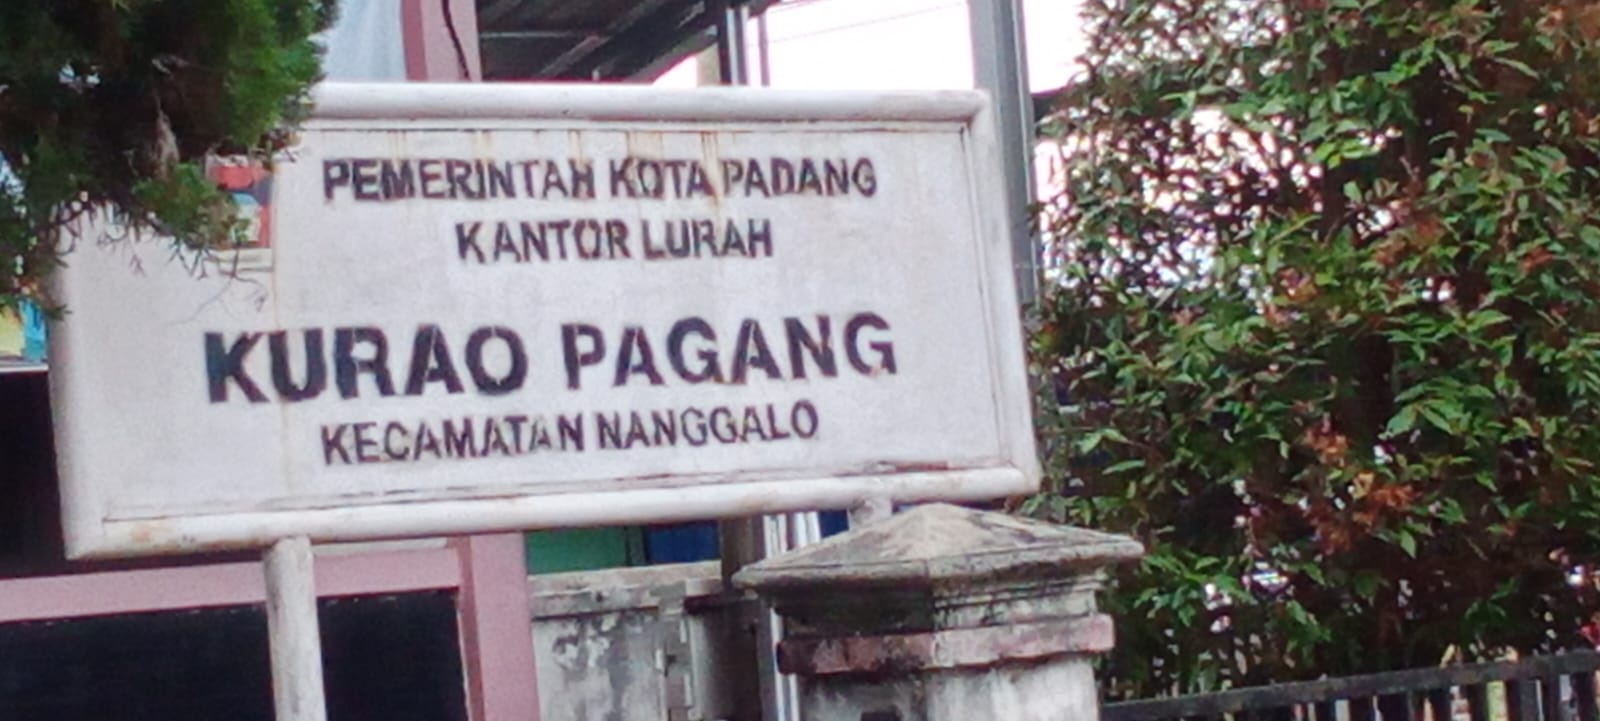 PEMERINTAH KOTA PADANG
KANTOR LURAH
KURAO PAGANG
KECAMATAN NANGGALO